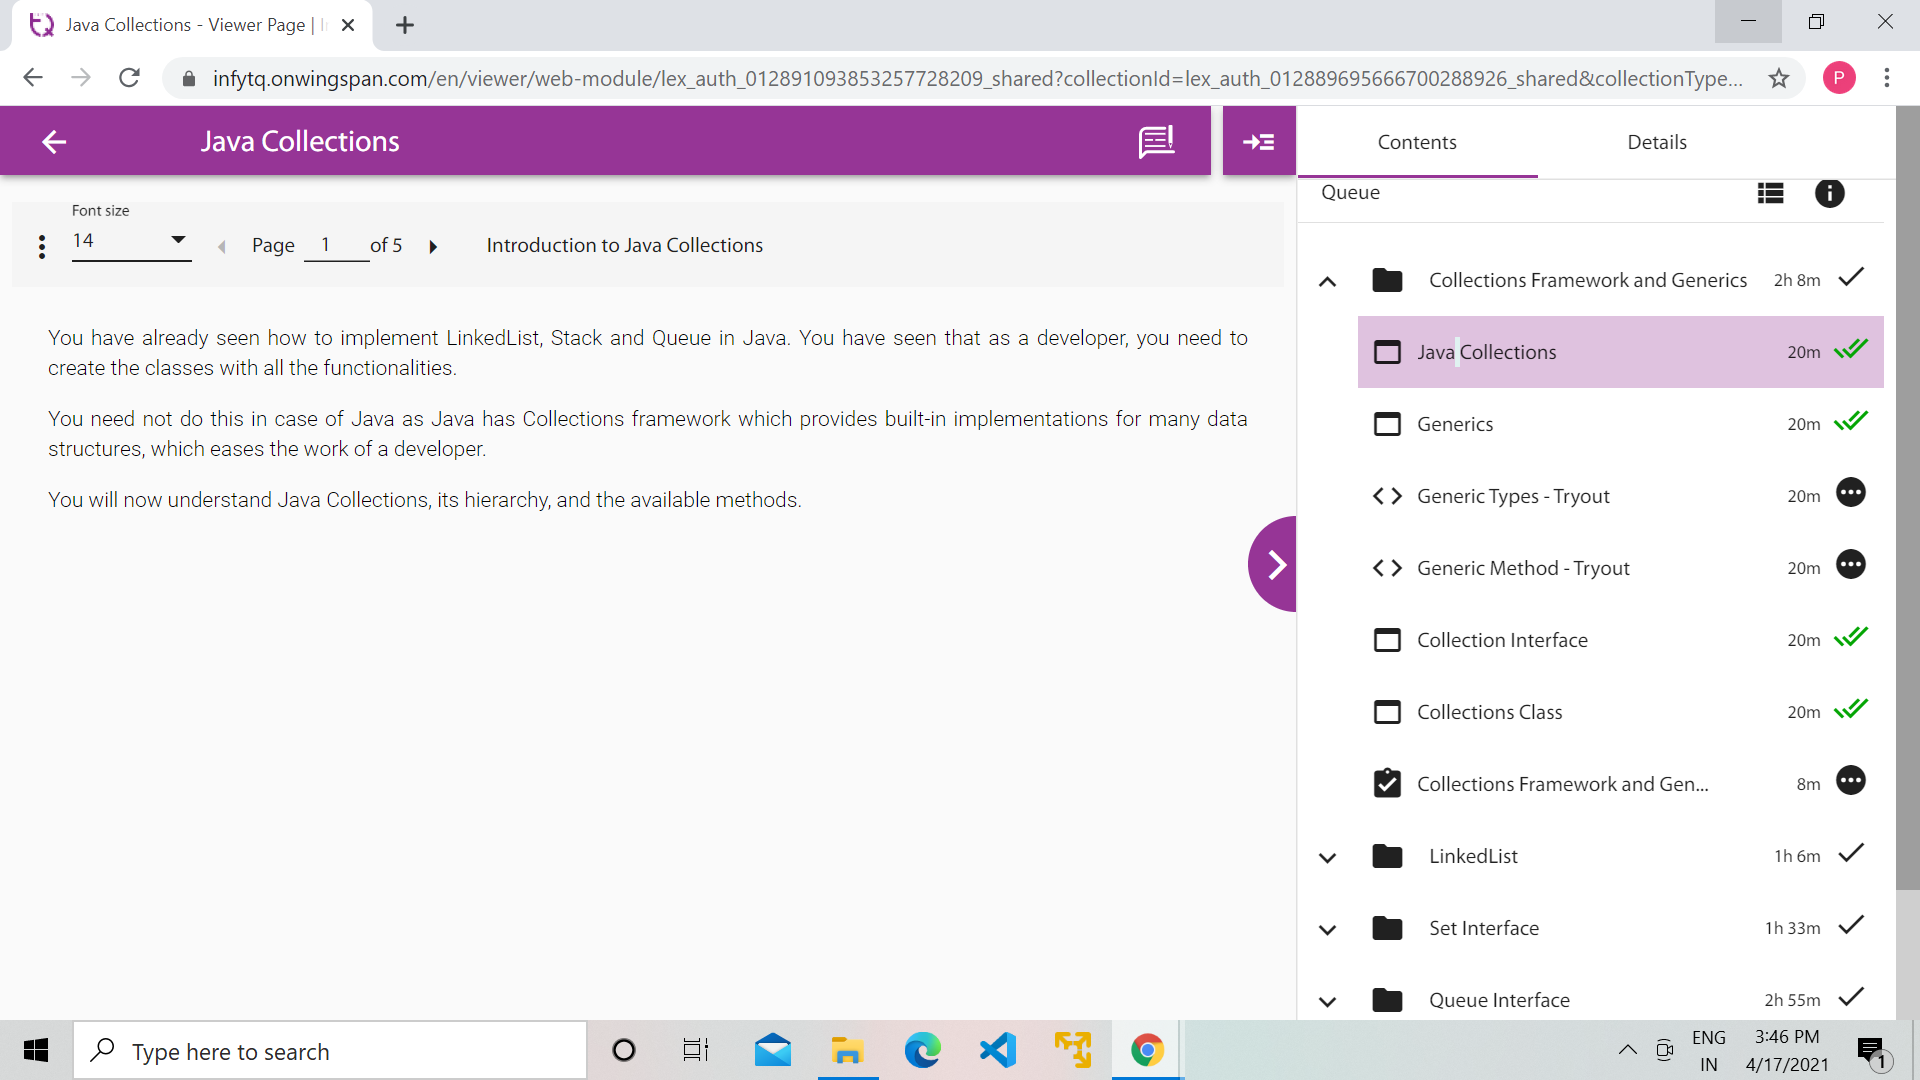 Java Collections - Viewer Page |
infytq.onwingspan.com/en/viewer/web-module/lex_auth_012891093853257728209_shared?collectionId=lex_auth_012889695666700288926_shared&collectionType...
P
Java Collections
Contents
Details
Queue
Font size
14
Page 1 of 5
Introduction to Java Collections
You have already seen how to implement LinkedList, Stack and Queue in Java. You have seen that as a developer, you need to
create the classes with all the functionalities.
You need not do this in case of Java as Java has Collections framework which provides built-in implementations for many data
structures, which eases the work of a developer.
You will now understand Java Collections, its hierarchy, and the available methods.
Collections Framework and Generics 2h 8m
Java Collections 20m
Generics 20m
Generic Types - Tryout 20m
Generic Method - Tryout 20m
Collection Interface 20m
Collections Class 20m
Collections Framework and Gen... 8m
LinkedList 1h 6m
Set Interface 1h 33m
Queue Interface 2h 55m
Type here to search
ENG
IN
3:46 PM
4/17/2021
1